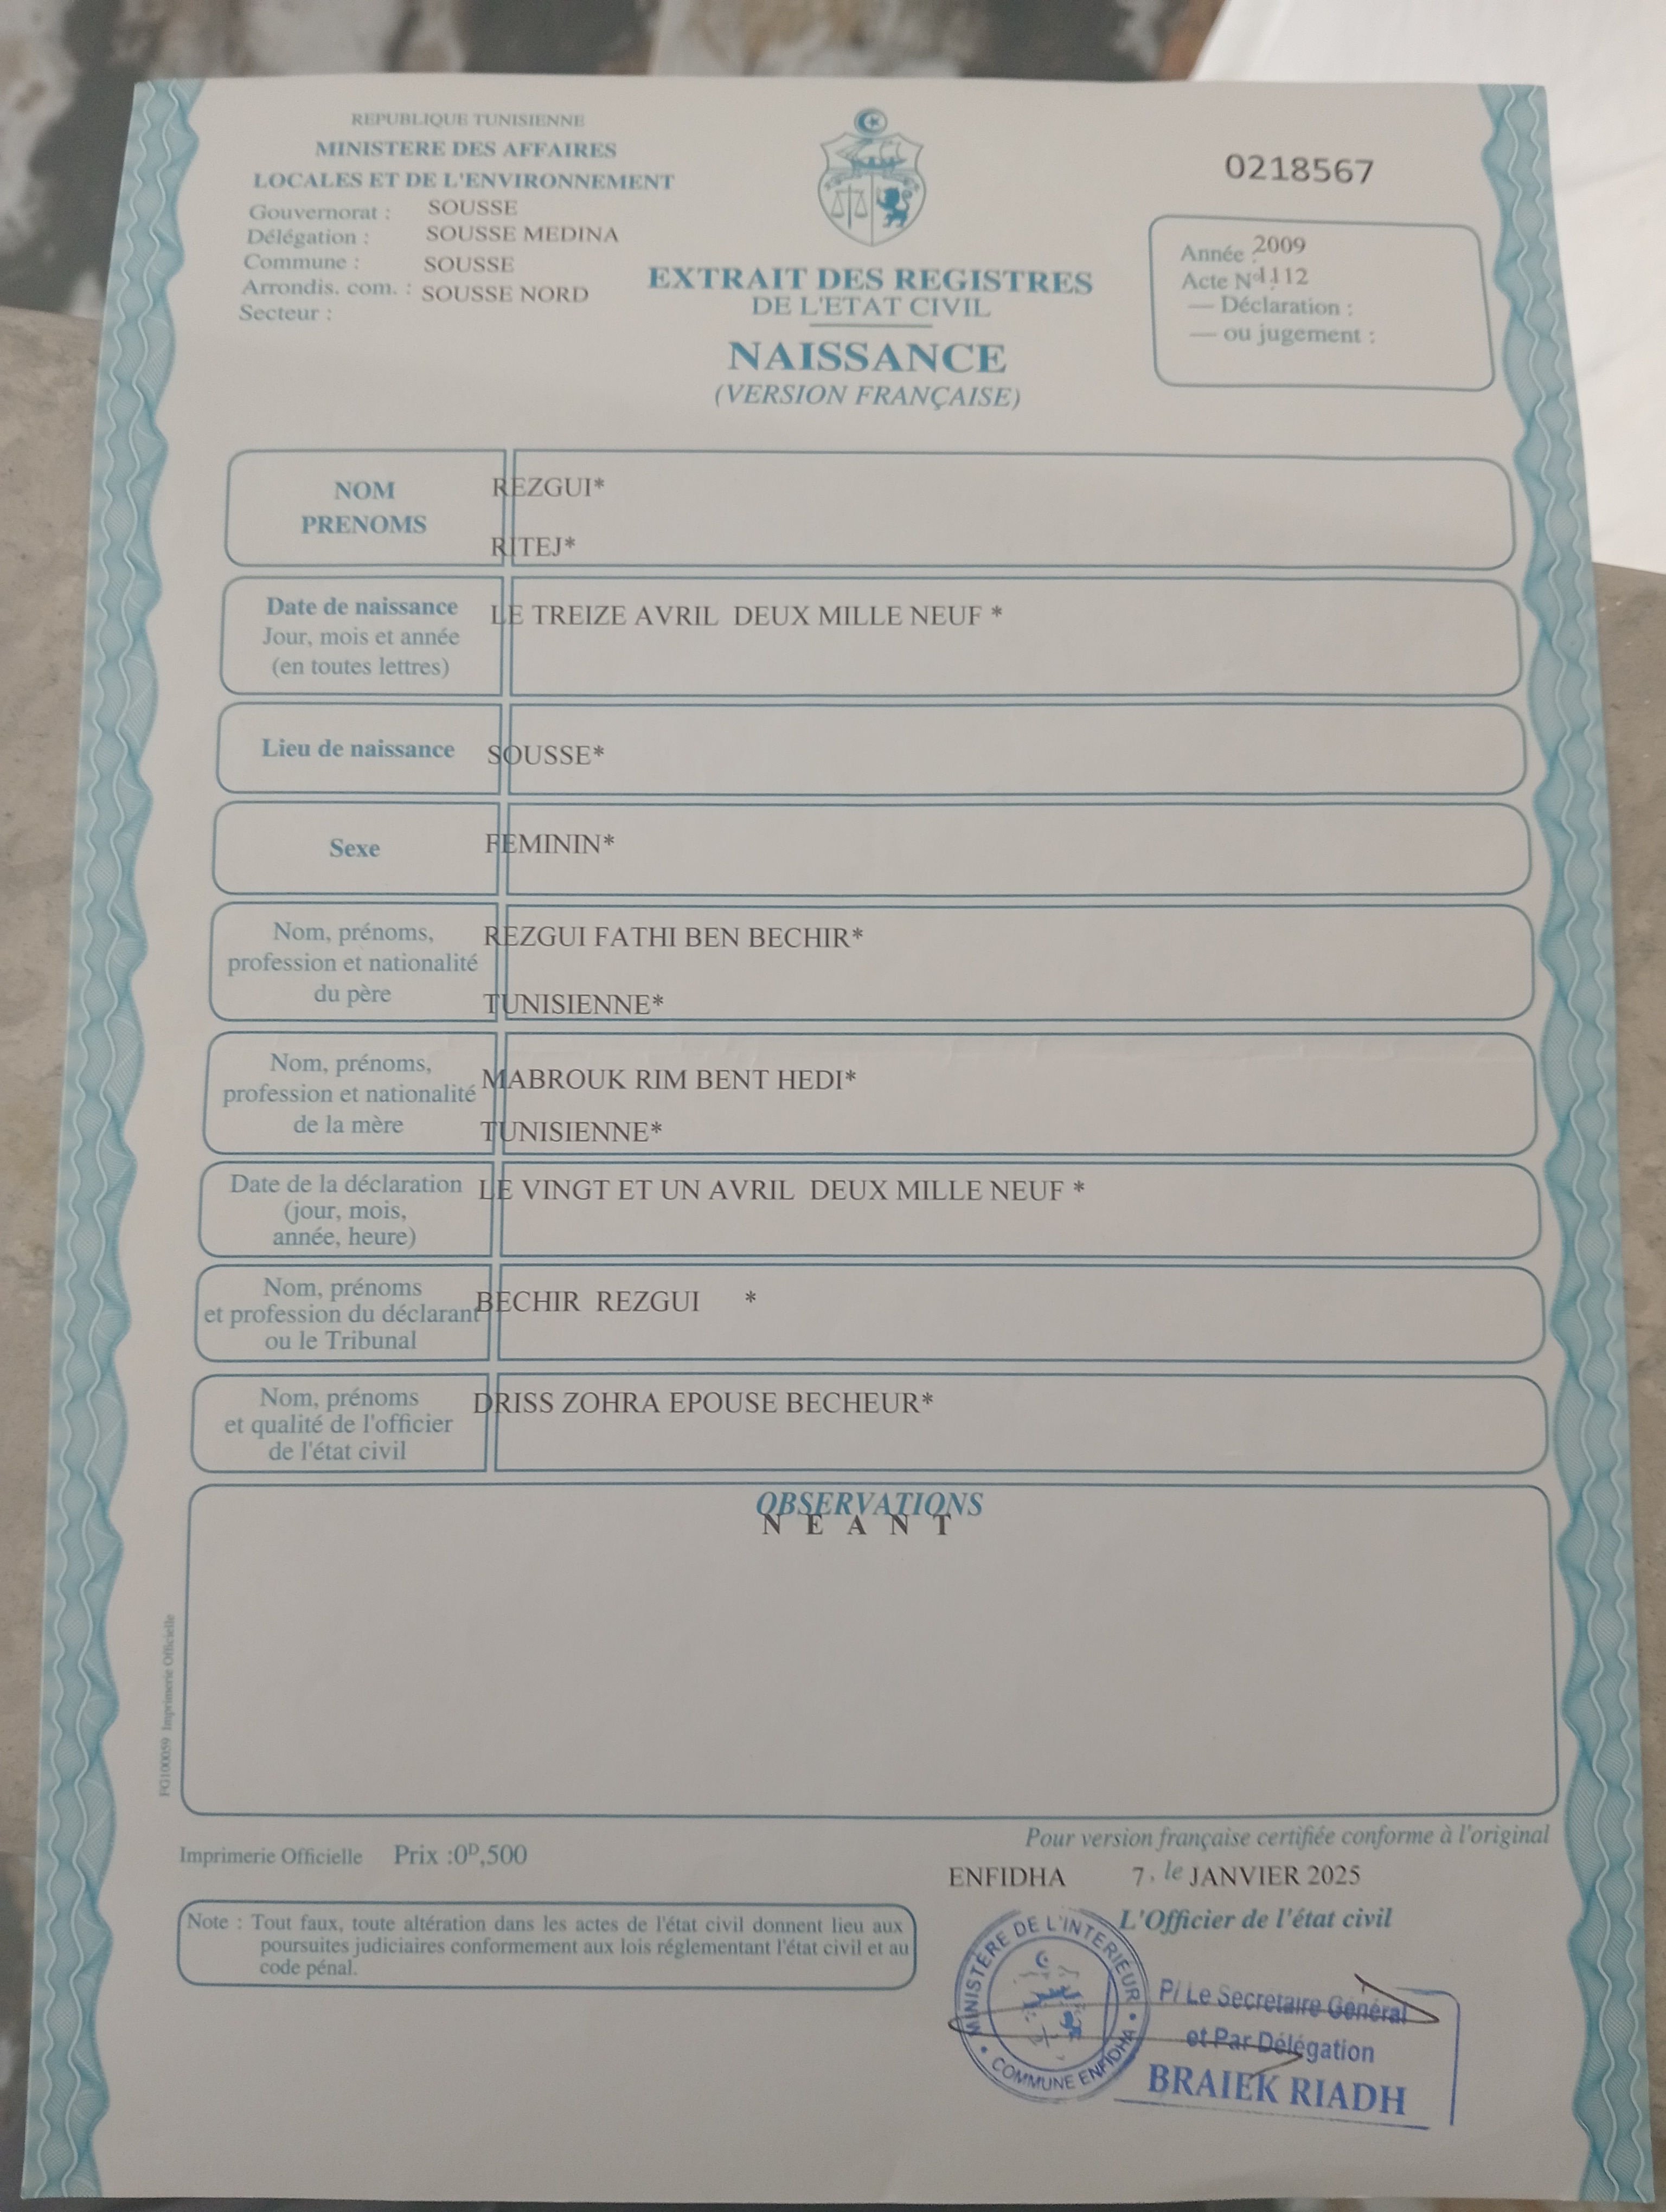 REPUBLIQUE TUNISIENNE
MINISTERE DES AFFAIRES
LOCALES ET DE L'ENVIRONNEMENT
Gouvernorat : SOUSSE
Délégation : SOUSSE MEDINA
Commune : SOUSSE
Arrondis. com. : SOUSSE NORD
Secteur :
EXTRAIT DES REGISTRES
DE L'ETAT CIVIL
NAISSANCE
(VERSION FRANÇAISE)
0218567
Année : 2009
Acte N° 1112
— Déclaration :
— ou jugement :
NOM
PRENOMS
REZGUI*
RITEJ*
Date de naissance
Jour, mois et année
(en toutes lettres)
LE TREIZE AVRIL DEUX MILLE NEUF *
Lieu de naissance
SOUSSE*
Sexe
FEMININ*
Nom, prénoms,
profession et nationalité
du père
REZGUI FATHI BEN BECHIR*
TUNISIENNE*
Nom, prénoms,
profession et nationalité
de la mère
MABROUK RIM BENT HEDI*
TUNISIENNE*
Date de la déclaration
(jour, mois,
année, heure)
LE VINGT ET UN AVRIL DEUX MILLE NEUF *
Nom, prénoms
et profession du déclarant
ou le Tribunal
BECHIR REZGUI *
Nom, prénoms
et qualité de l'officier
de l'état civil
DRISS ZOHRA EPOUSE BECHEUR*
OBSERVATIONS
N E A N T
FG100059 Imprimerie Officielle
Imprimerie Officielle Prix :0ᴰ,500
Note : Tout faux, toute altération dans les actes de l'état civil donnent lieu aux
poursuites judiciaires conformement aux lois réglementant l'état civil et au
code pénal.
Pour version française certifiée conforme à l'original
ENFIDHA 7, le JANVIER 2025
L'Officier de l'état civil
MINISTÈRE DE L'INTERIEUR
COMMUNE ENFIDHA
P/ Le Secretaire Général
et Par Délégation
BRAIEK RIADH